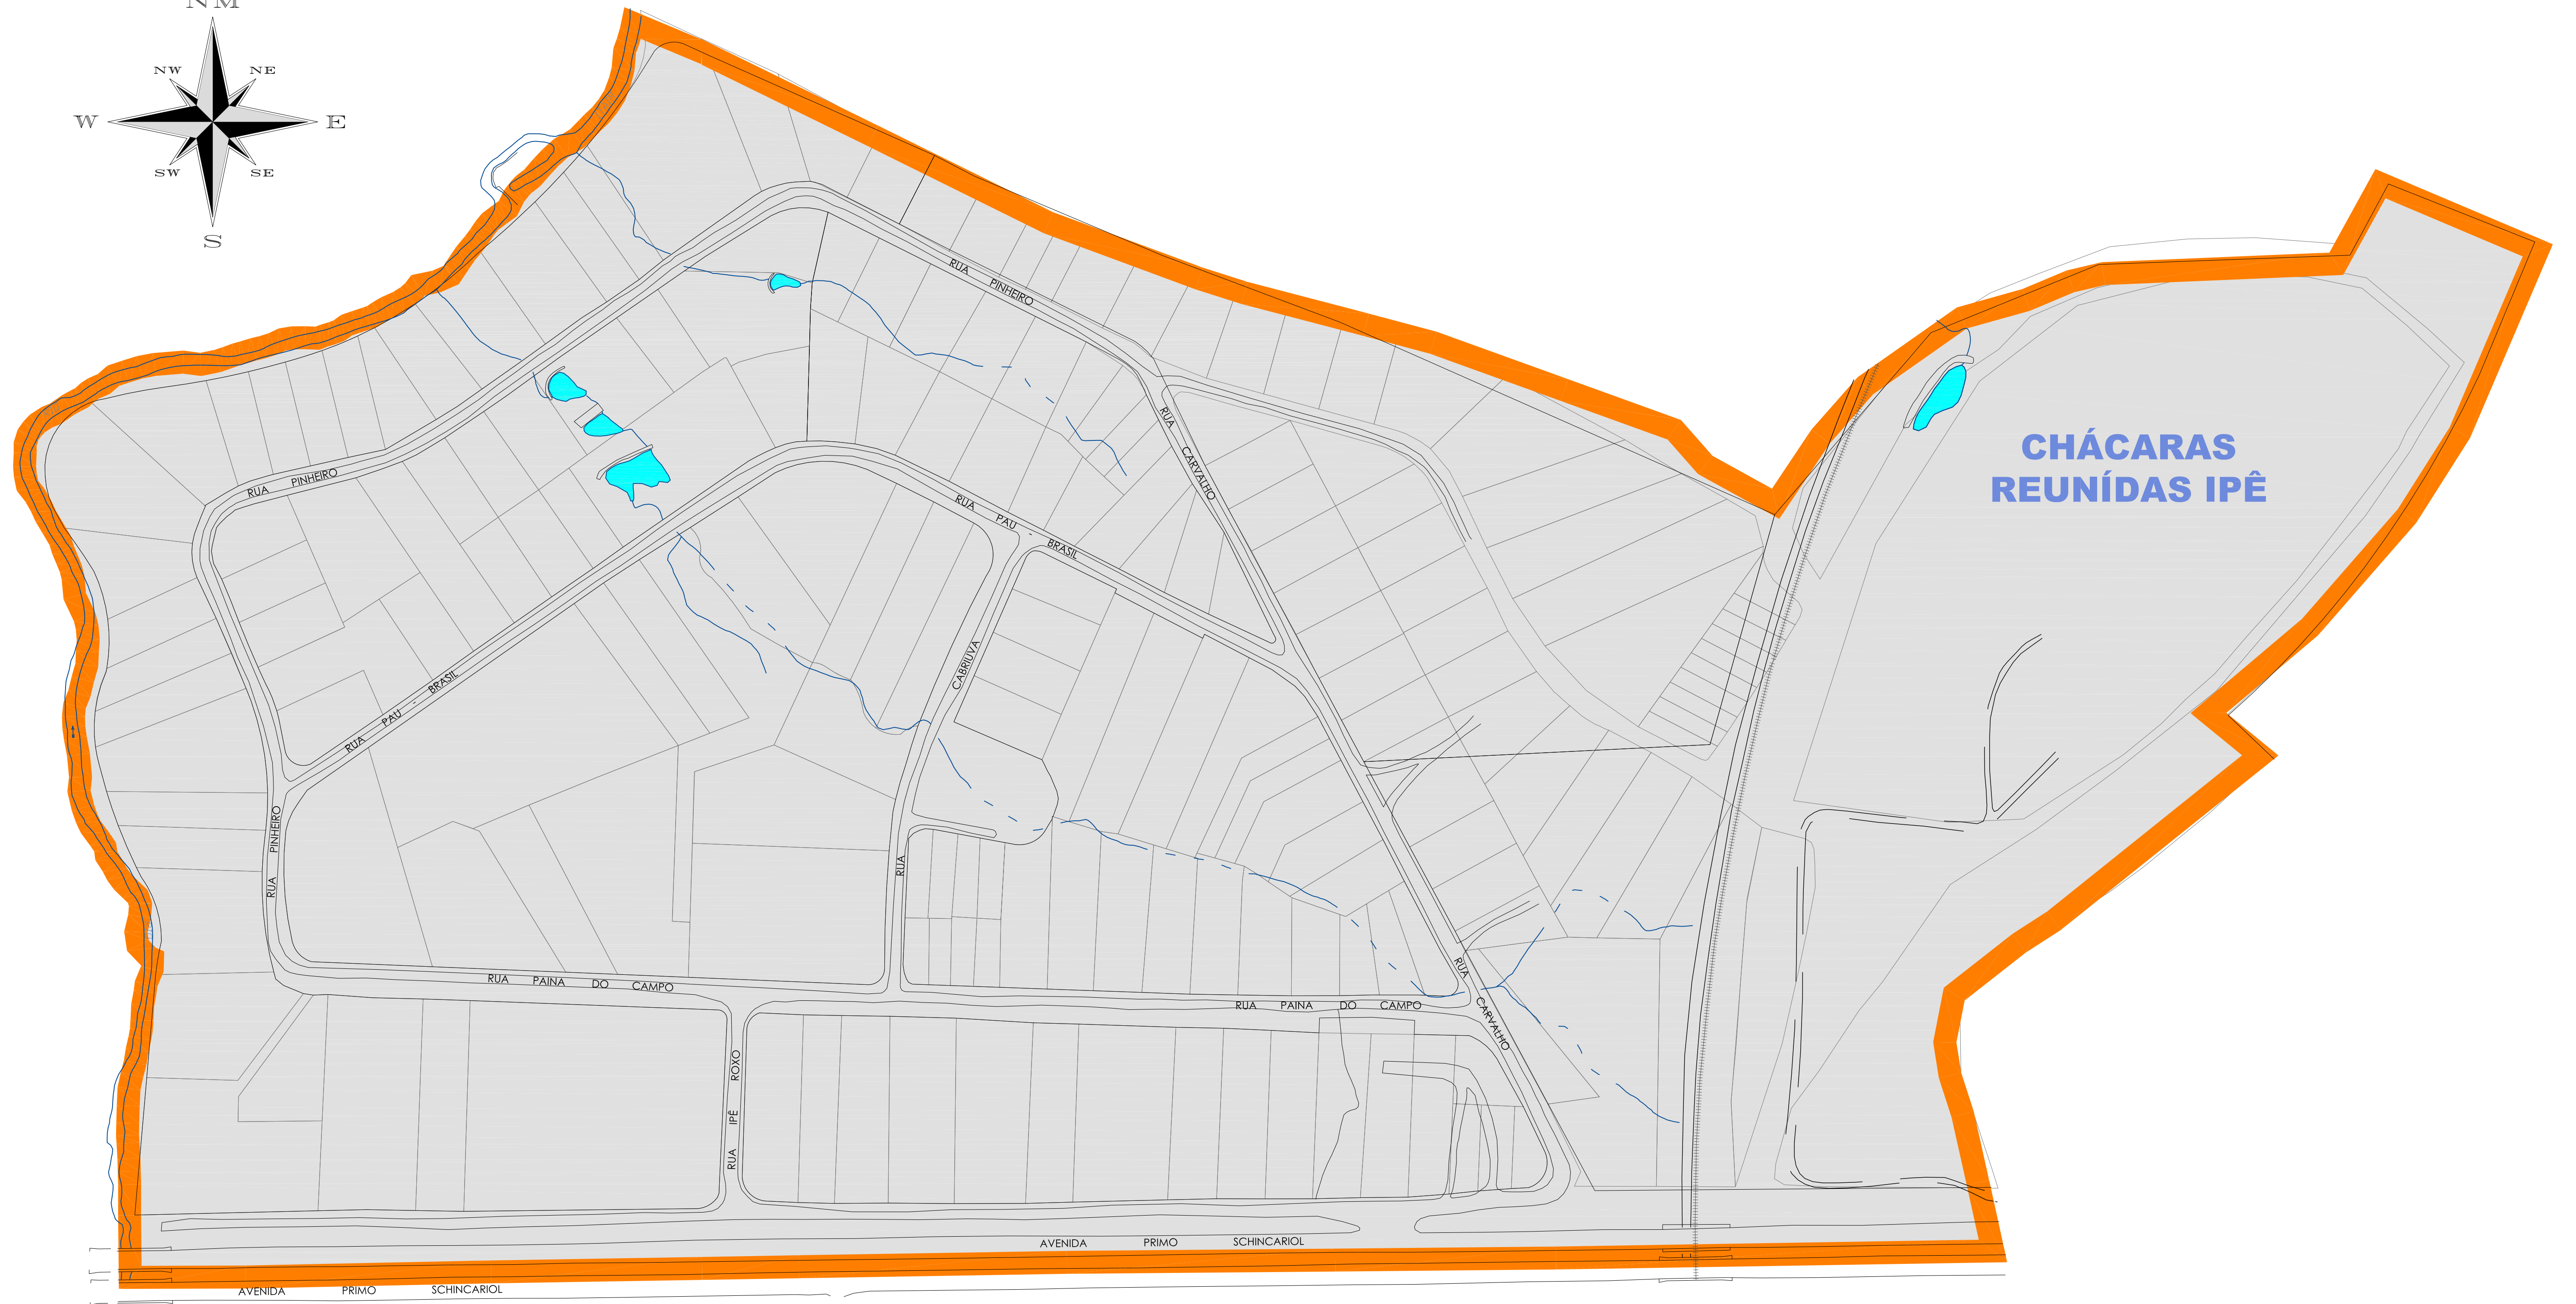 NM
NW
NE
W
E
SW
SE
S
RUA PINHEIRO
RUA CARVALHO
CHÁCARAS
REUNÍDAS IPÊ
RUA PINHEIRO
RUA PAU - BRASIL
RUA PAU - BRASIL
RUA CABRIUVA
RUA PINHEIRO
RUA PAINA DO CAMPO
RUA PAINA DO CAMPO
RUA CARVALHO
RUA IPÊ ROXO
AVENIDA PRIMO SCHINCARIOL
AVENIDA PRIMO SCHINCARIOL